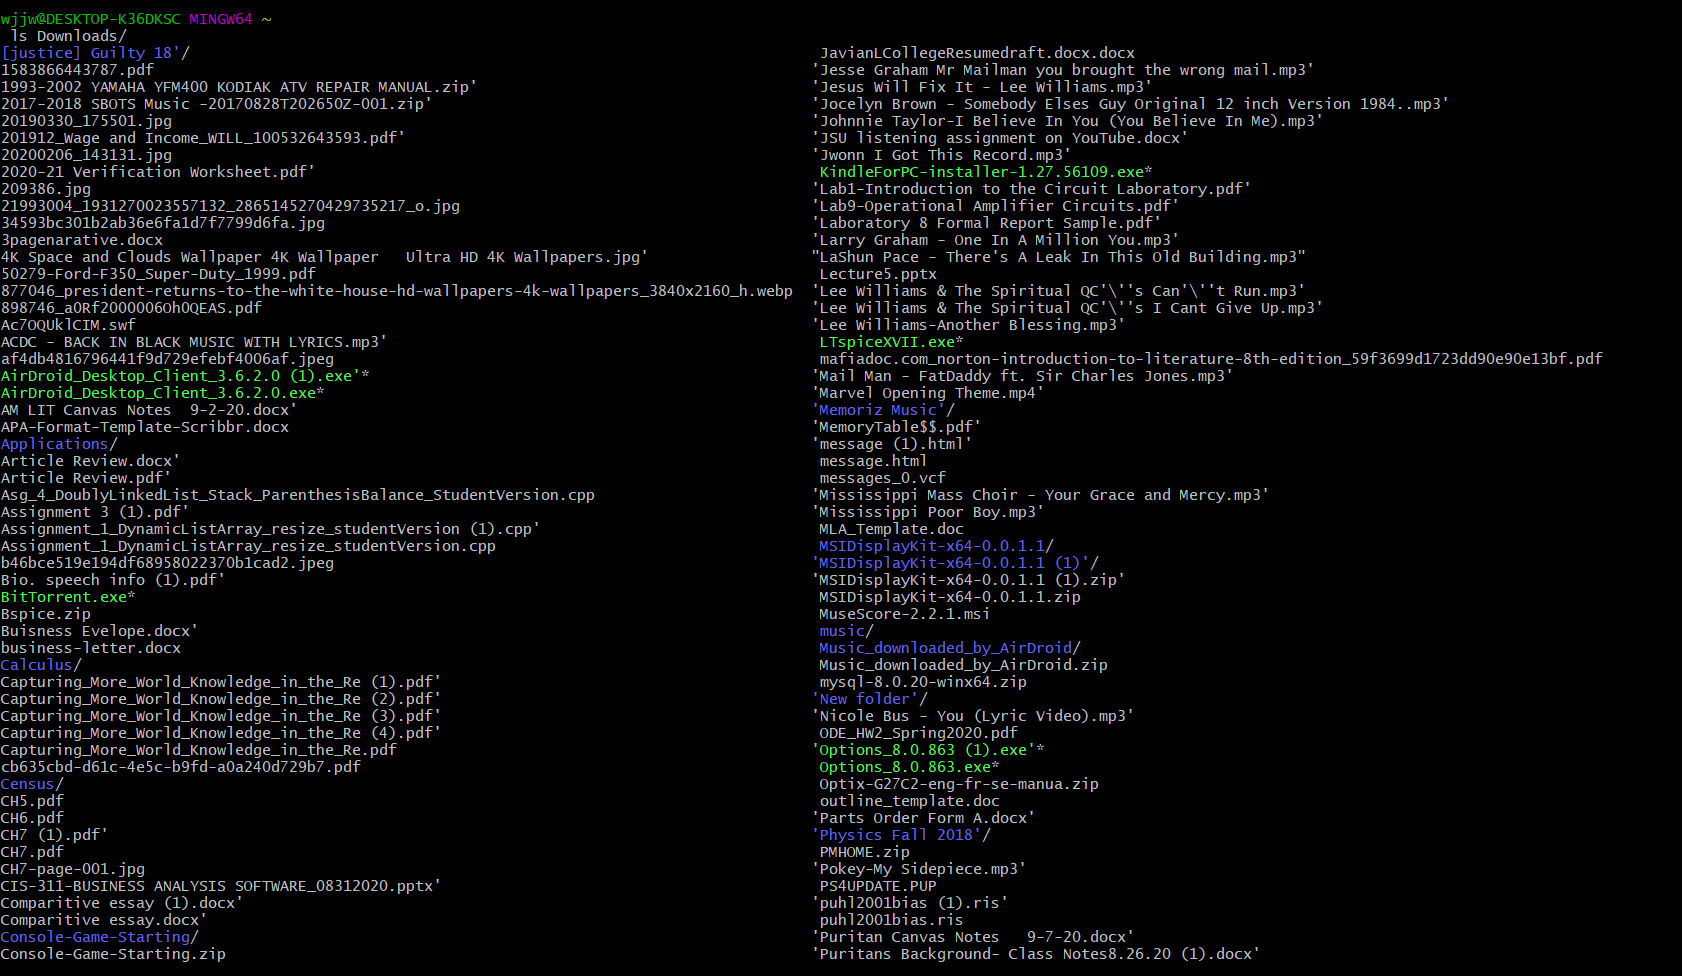 wjjw@DESKTOP-K36DKSC MINGW64 ~
ls Downloads/
[justice] Guilty 18'/
1583866443787.pdf
1993-2002 YAMAHA YFM400 KODIAK ATV REPAIR MANUAL.zip'
2017-2018 SBOTS Music -20170828T202650Z-001.zip'
20190330_175501.jpg
201912_Wage and Income_WILL_100532643593.pdf'
20200206_143131.jpg
2020-21 Verification Worksheet.pdf'
209386.jpg
21993004_1931270023557132_2865145270429735217_o.jpg
34593bc301b2ab36e6fa1d7f7799d6fa.jpg
3pagenarative.docx
4K Space and Clouds Wallpaper 4K Wallpaper   Ultra HD 4K Wallpapers.jpg'
50279-Ford-F350_Super-Duty_1999.pdf
877046_president-returns-to-the-white-house-hd-wallpapers-4k-wallpapers_3840x2160_h.webp
898746_a0Rf2000006Oh0QEAS.pdf
Ac7OQUklCIM.swf
ACDC - BACK IN BLACK MUSIC WITH LYRICS.mp3'
af4db4816796441f9d729efebf4006af.jpeg
AirDroid_Desktop_Client_3.6.2.0 (1).exe'*
AirDroid_Desktop_Client_3.6.2.0.exe*
AM LIT Canvas Notes  9-2-20.docx'
APA-Format-Template-Scribbr.docx
Applications/
Article Review.docx'
Article Review.pdf'
Asg_4_DoublyLinkedList_Stack_ParenthesisBalance_StudentVersion.cpp
Assignment 3 (1).pdf'
Assignment_1_DynamicListArray_resize_studentVersion (1).cpp'
Assignment_1_DynamicListArray_resize_studentVersion.cpp
b46bce519e194df68958022370b1cad2.jpeg
Bio. speech info (1).pdf'
BitTorrent.exe*
Bspice.zip
Buisness Evelope.docx'
business-letter.docx
Calculus/
Capturing_More_World_Knowledge_in_the_Re (1).pdf'
Capturing_More_World_Knowledge_in_the_Re (2).pdf'
Capturing_More_World_Knowledge_in_the_Re (3).pdf'
Capturing_More_World_Knowledge_in_the_Re (4).pdf'
Capturing_More_World_Knowledge_in_the_Re.pdf
cb635cbd-d61c-4e5c-b9fd-a0a240d729b7.pdf
Census/
CH5.pdf
CH6.pdf
CH7 (1).pdf'
CH7.pdf
CH7-page-001.jpg
CIS-311-BUSINESS ANALYSIS SOFTWARE_08312020.pptx'
Comparitive essay (1).docx'
Comparitive essay.docx'
Console-Game-Starting/
Console-Game-Starting.zip
JavianLCollegeResumedraft.docx.docx
'Jesse Graham Mr Mailman you brought the wrong mail.mp3'
'Jesus Will Fix It - Lee Williams.mp3'
'Jocelyn Brown - Somebody Elses Guy Original 12 inch Version 1984..mp3'
'Johnnie Taylor-I Believe In You (You Believe In Me).mp3'
'JSU listening assignment on YouTube.docx'
'Jwonn I Got This Record.mp3'
KindleForPC-installer-1.27.56109.exe*
'Lab1-Introduction to the Circuit Laboratory.pdf'
'Lab9-Operational Amplifier Circuits.pdf'
'Laboratory 8 Formal Report Sample.pdf'
'Larry Graham - One In A Million You.mp3'
"LaShun Pace - There's A Leak In This Old Building.mp3"
Lecture5.pptx
'Lee Williams & The Spiritual QC'\''s Can'\''t Run.mp3'
'Lee Williams & The Spiritual QC'\''s I Cant Give Up.mp3'
'Lee Williams-Another Blessing.mp3'
LTspiceXVII.exe*
mafiadoc.com_norton-introduction-to-literature-8th-edition_59f3699d1723dd90e90e13bf.pdf
'Mail Man - FatDaddy ft. Sir Charles Jones.mp3'
'Marvel Opening Theme.mp4'
'Memoriz Music'/
'MemoryTable$$.pdf'
'message (1).html'
message.html
messages_0.vcf
'Mississippi Mass Choir - Your Grace and Mercy.mp3'
'Mississippi Poor Boy.mp3'
MLA_Template.doc
MSIDisplayKit-x64-0.0.1.1/
'MSIDisplayKit-x64-0.0.1.1 (1)'/
'MSIDisplayKit-x64-0.0.1.1 (1).zip'
MSIDisplayKit-x64-0.0.1.1.zip
MuseScore-2.2.1.msi
music/
Music_downloaded_by_AirDroid/
Music_downloaded_by_AirDroid.zip
mysql-8.0.20-winx64.zip
'New folder'/
'Nicole Bus - You (Lyric Video).mp3'
ODE_HW2_Spring2020.pdf
'Options_8.0.863 (1).exe'*
Options_8.0.863.exe*
Optix-G27C2-eng-fr-se-manua.zip
outline_template.doc
'Parts Order Form A.docx'
'Physics Fall 2018'/
PMHOME.zip
'Pokey-My Sidepiece.mp3'
PS4UPDATE.PUP
'puhl2001bias (1).ris'
puhl2001bias.ris
'Puritan Canvas Notes   9-7-20.docx'
'Puritans Background- Class Notes8.26.20 (1).docx'